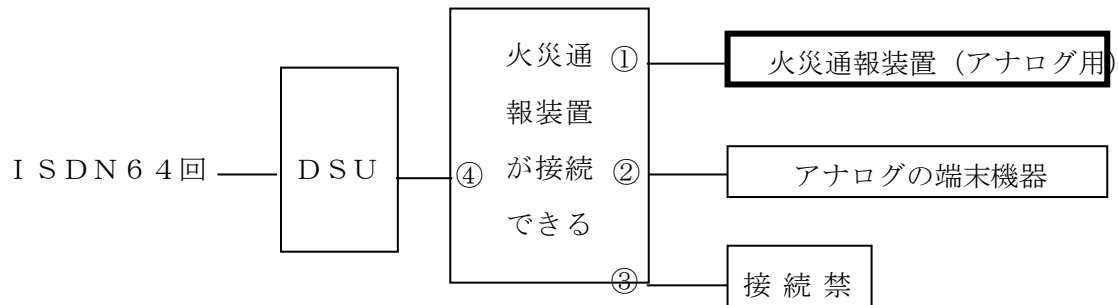 火災通 ①
報装置
④ が接続 ②
できる
③
火災通報装置（アナログ用）
ＩＳＤＮ６４回
ＤＳＵ
アナログの端末機器
接続禁